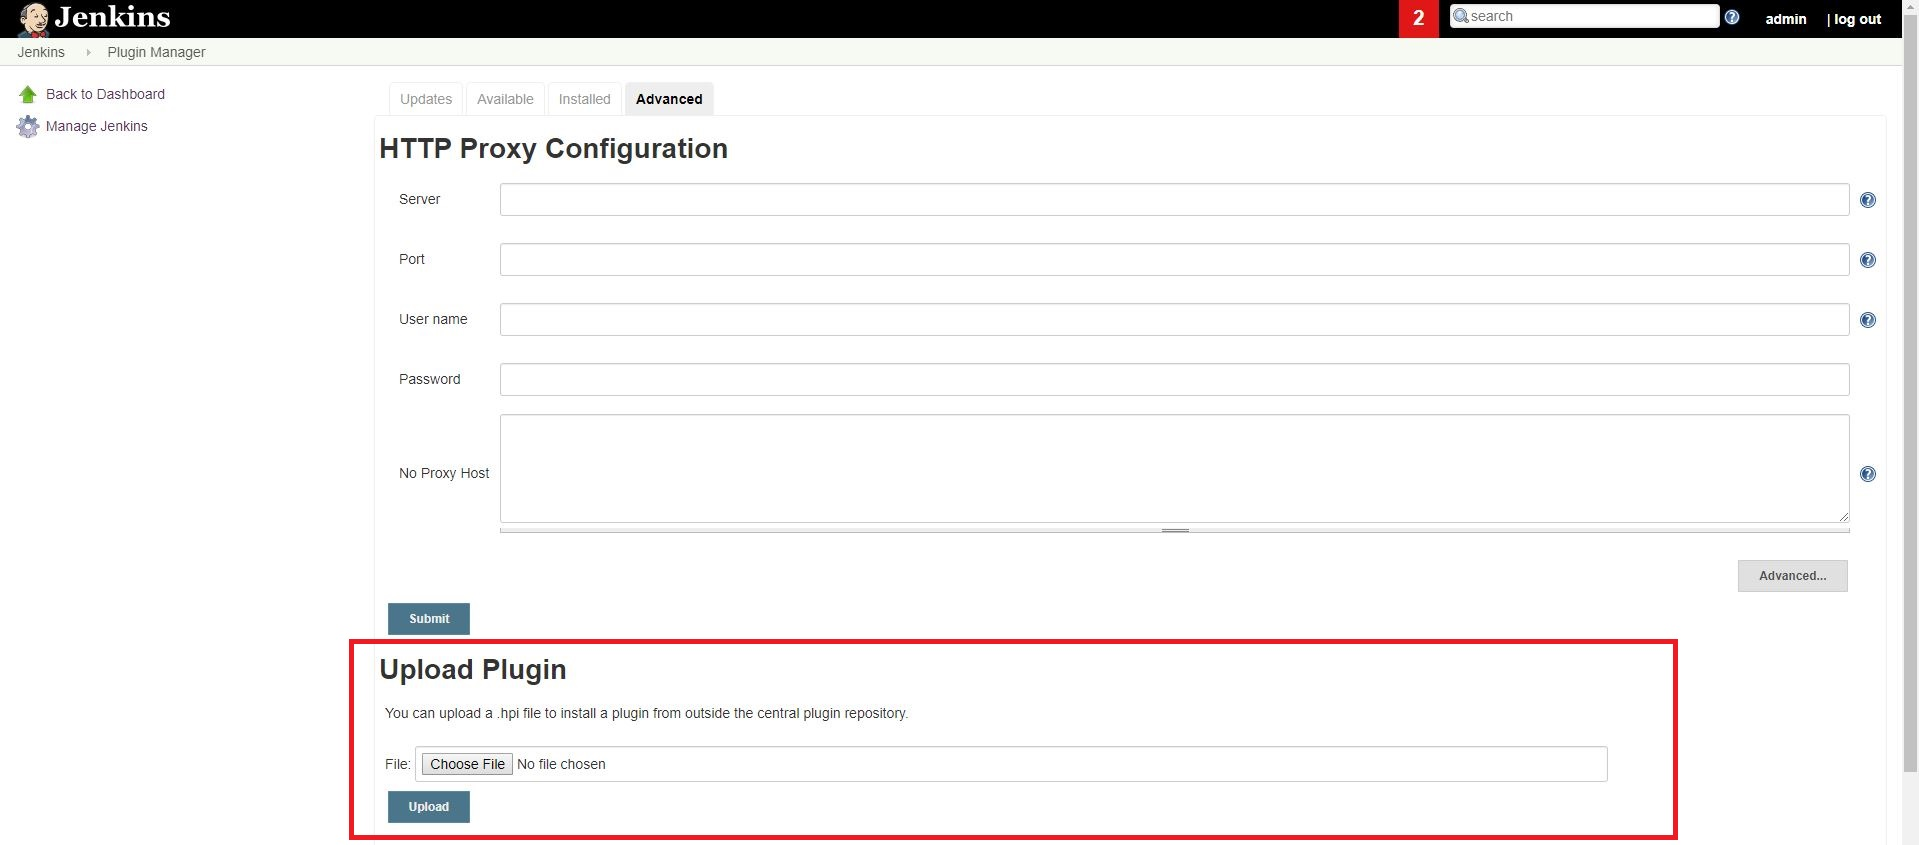 Jenkins
2
search
admin
| log out
Jenkins
Plugin Manager
Back to Dashboard
Manage Jenkins
Updates
Available
Installed
Advanced
HTTP Proxy Configuration
Server
Port
User name
Password
No Proxy Host
Advanced...
Submit
Upload Plugin
You can upload a .hpi file to install a plugin from outside the central plugin repository.
File: Choose File No file chosen
Upload